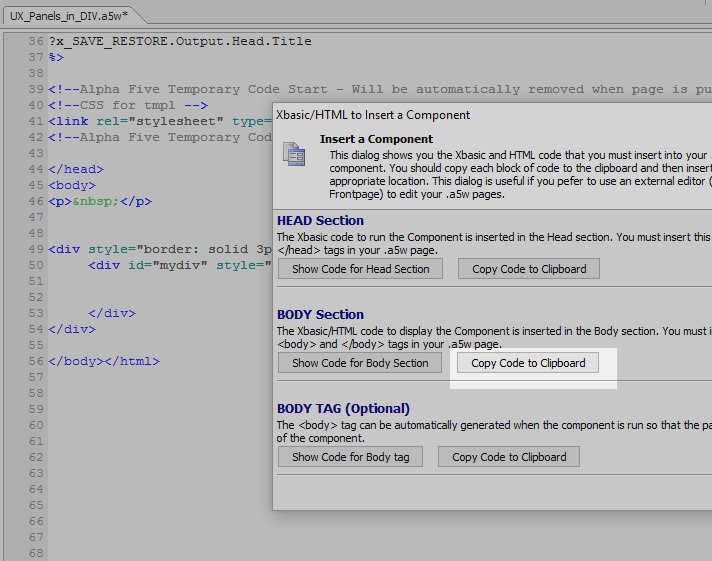 UX_Panels_in_DIV.a5w*
36 ?x_SAVE_RESTORE.Output.Head.Title
37 %>
38
39 <!--Alpha Five Temporary Code Start - Will be automatically removed when page is pu
40 <!--CSS for tmpl -->
41 <link rel="stylesheet" type=
42 <!--Alpha Five Temporary Cod
43
44 </head>
45 <body>
46 <p>&nbsp;</p>
47
48
49 <div style="border: solid 3p
50 <div id="mydiv" style="
51
52
53 </div>
54 </div>
55
56 </body></html>
57
58
59
60
61
62
63
64
65
66
67
68
Xbasic/HTML to Insert a Component
Insert a Component
This dialog shows you the Xbasic and HTML code that you must insert into your .
component. You should copy each block of code to the clipboard and then insert
appropriate location. This dialog is useful if you pefer to use an external editor (
Frontpage) to edit your .a5w pages.
HEAD Section
The Xbasic code to run the Component is inserted in the Head section. You must insert this
</head> tags in your .a5w page.
Show Code for Head Section Copy Code to Clipboard
BODY Section
The Xbasic/HTML code to display the Component is inserted in the Body section. You must i
<body> and </body> tags in your .a5w page.
Show Code for Body Section Copy Code to Clipboard
BODY TAG (Optional)
The <body> tag can be automatically generated when the component is run so that the pa
of the component.
Show Code for Body tag Copy Code to Clipboard